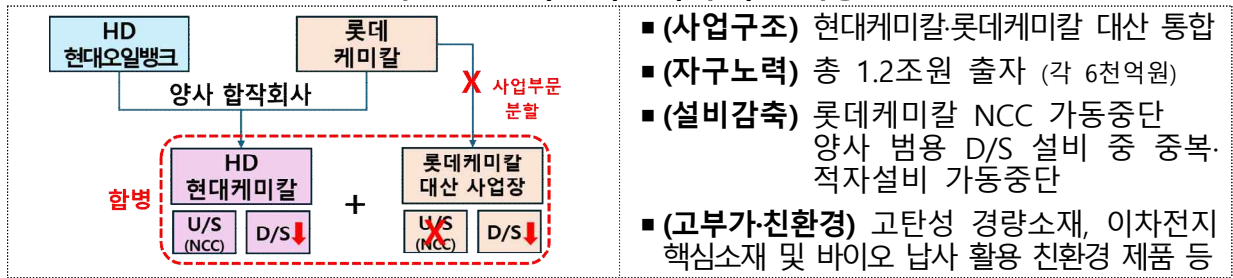 HD
현대오일뱅크
롯데
케미칼
양사 합작회사
X 사업부문
분할
합병
HD
현대케미칼
U/S
(NCC)
D/S
+
롯데케미칼
대산 사업장
U/S
(NCC)
D/S
▪ (사업구조) 현대케미칼·롯데케미칼 대산 통합
▪ (자구노력) 총 1.2조원 출자 (각 6천억원)
▪ (설비감축) 롯데케미칼 NCC 가동중단
양사 범용 D/S 설비 중 중복·
적자설비 가동중단
▪ (고부가·친환경) 고탄성 경량소재, 이차전지
핵심소재 및 바이오 납사 활용 친환경 제품 등